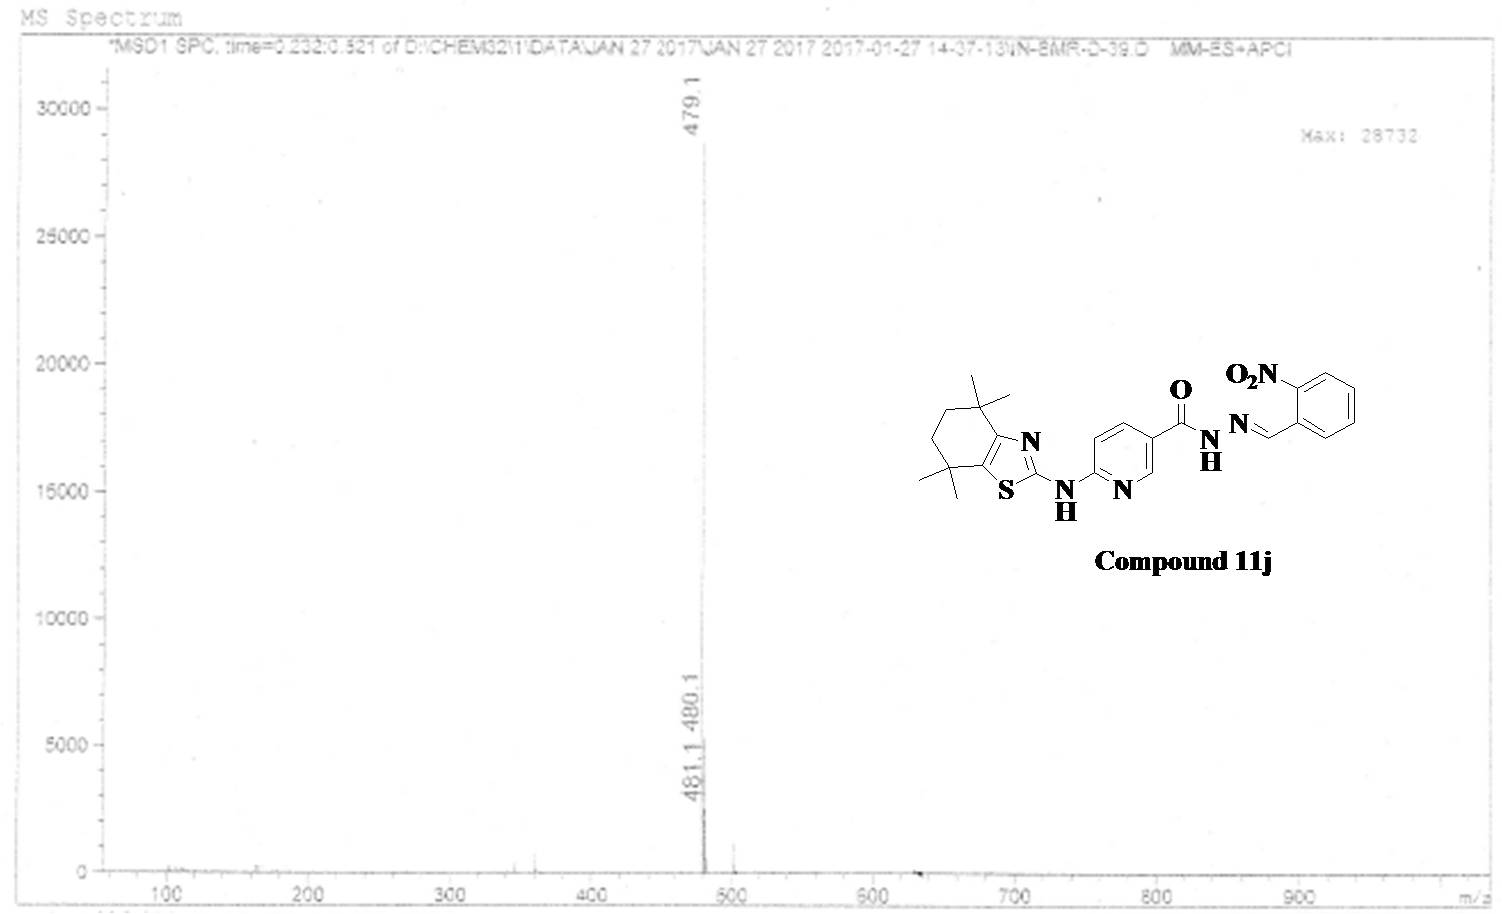 MS Spectrum
*MSD1 SPC, time=0.232:0.521 of D:\CHEM32\1\DATA\JAN 27 2017\JAN 27 2017 2017-01-27 14-37-13\IN-BMR-D-39.D MM-ES+APCI
479.1
30000
Max: 28732
25000
20000
O₂N
O
N
N
N
H
S
N
H
N
15000
Compound 11j
10000
480.1
5000
481.1
0
100 200 300 400 500 600 700 800 900 m/z